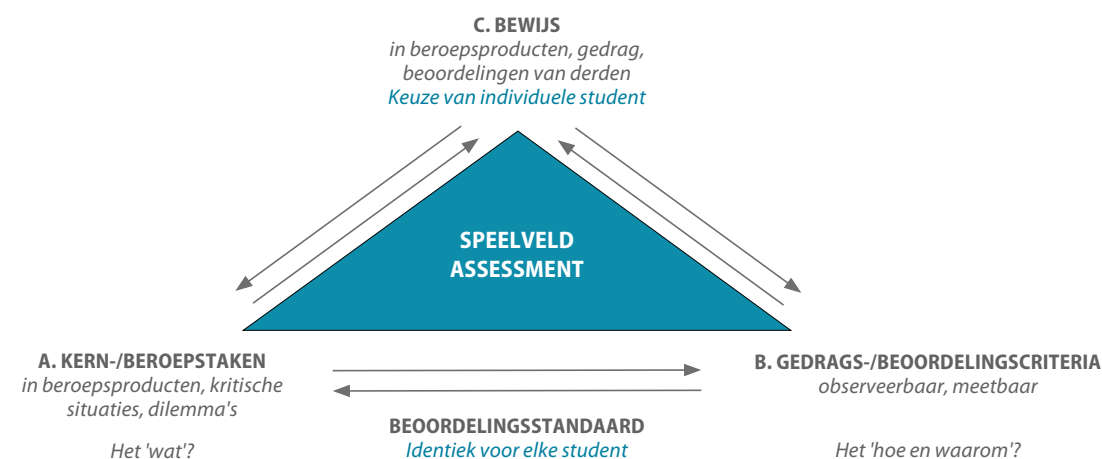 C. BEWIJS
in beroepsproducten, gedrag,
beoordelingen van derden
Keuze van individuele student
SPEELVELD
ASSESSMENT
A. KERN-/BEROEPSTAKEN
in beroepsproducten, kritische
situaties, dilemma's
Het 'wat'?
BEOORDELINGSSTANDAARD
Identiek voor elke student
B. GEDRAGS-/BEOORDELINGSCRITERIA
observeerbaar, meetbaar
Het 'hoe en waarom'?